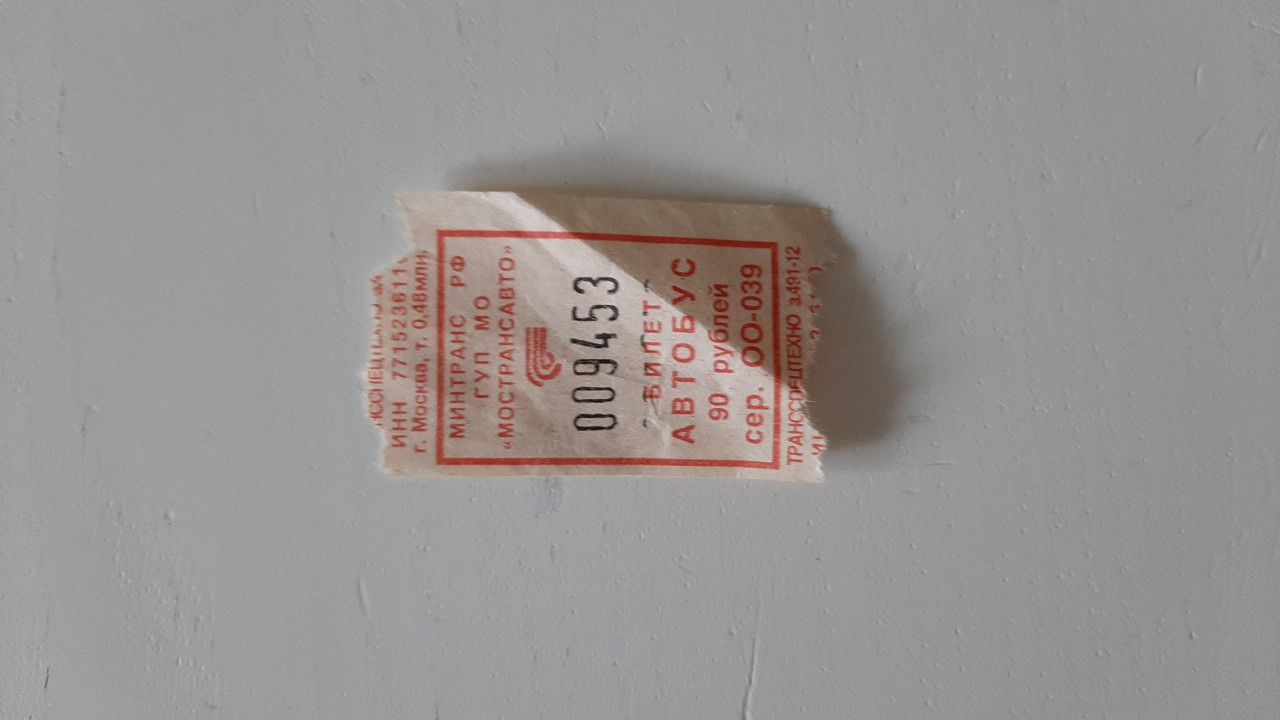 ИНН 771523611
г. Москва, т. 0,48млн.
МИНТРАНС РФ
ГУП МО
«МОСТРАНСАВТО»
009453
БИЛЕТ
АВТОБУС
90 рублей
сер. ОО-039
ТРАНССПЕЦТЕХНО з.491-12